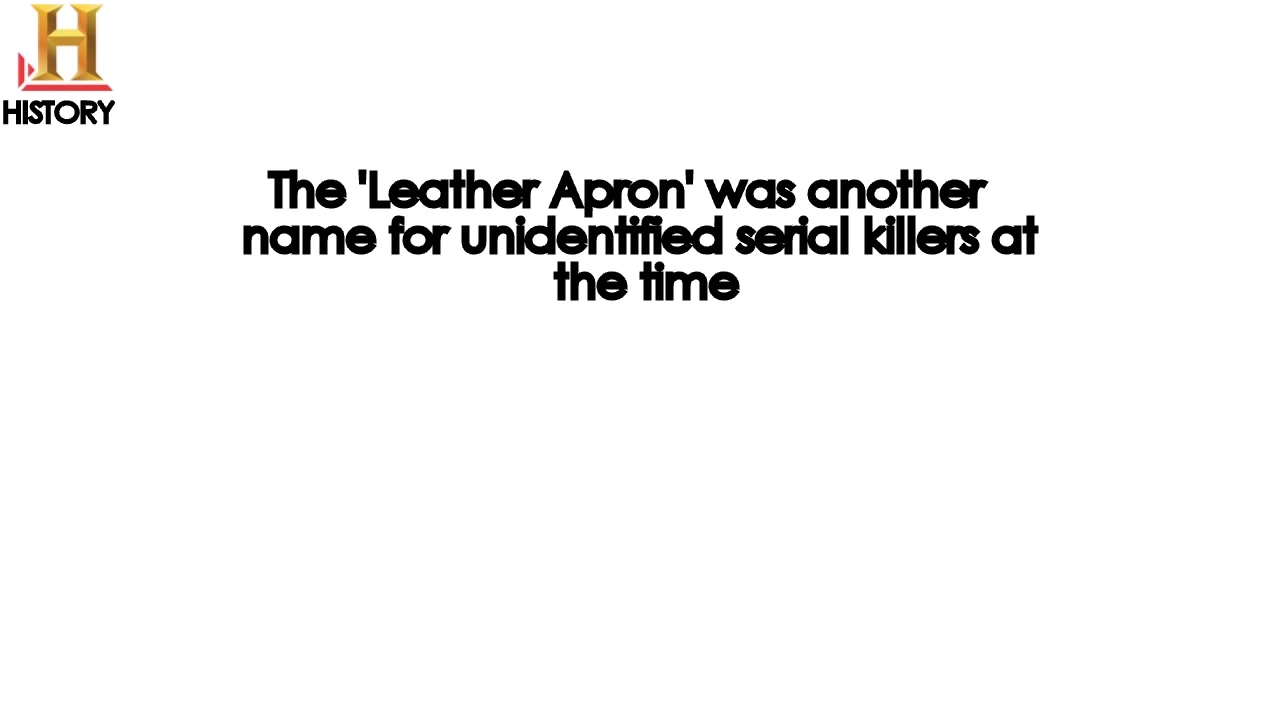 HISTORY
The 'Leather Apron' was another
name for unidentified serial killers at
the time